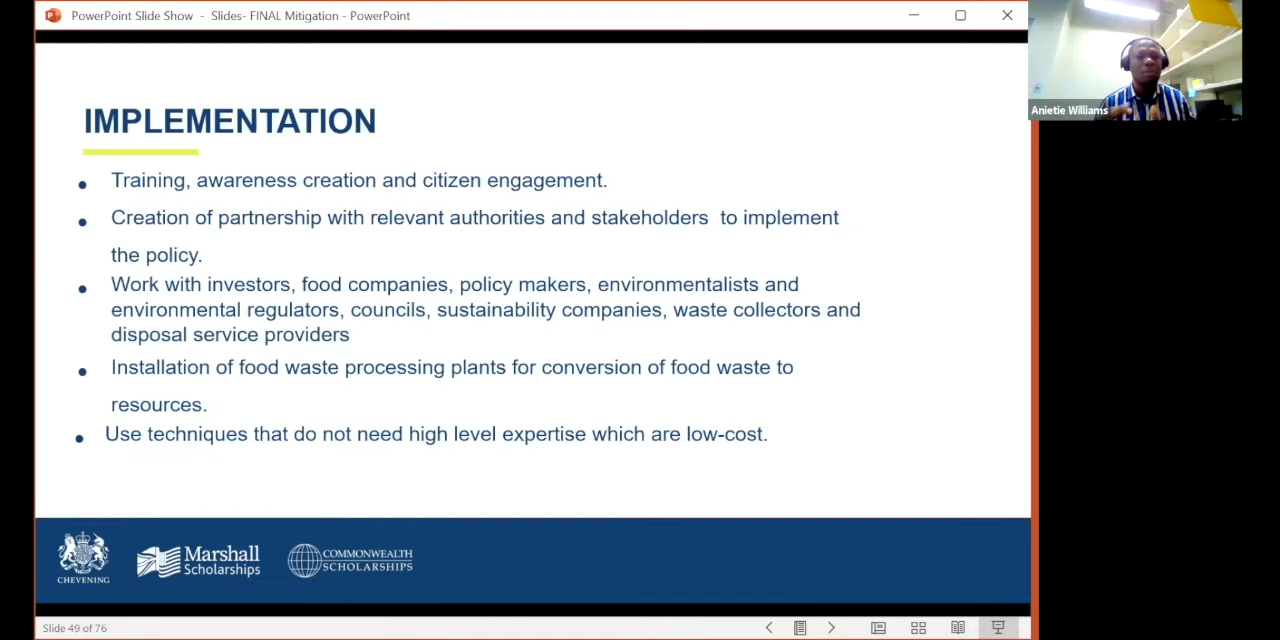 PowerPoint Slide Show - Slides- FINAL Mitigation - PowerPoint
Anietie Williams
IMPLEMENTATION
• Training, awareness creation and citizen engagement.
• Creation of partnership with relevant authorities and stakeholders to implement
the policy.
• Work with investors, food companies, policy makers, environmentalists and
environmental regulators, councils, sustainability companies, waste collectors and
disposal service providers
• Installation of food waste processing plants for conversion of food waste to
resources.
• Use techniques that do not need high level expertise which are low-cost.
CHEVENING
Marshall
Scholarships
COMMONWEALTH
SCHOLARSHIPS
Slide 49 of 76